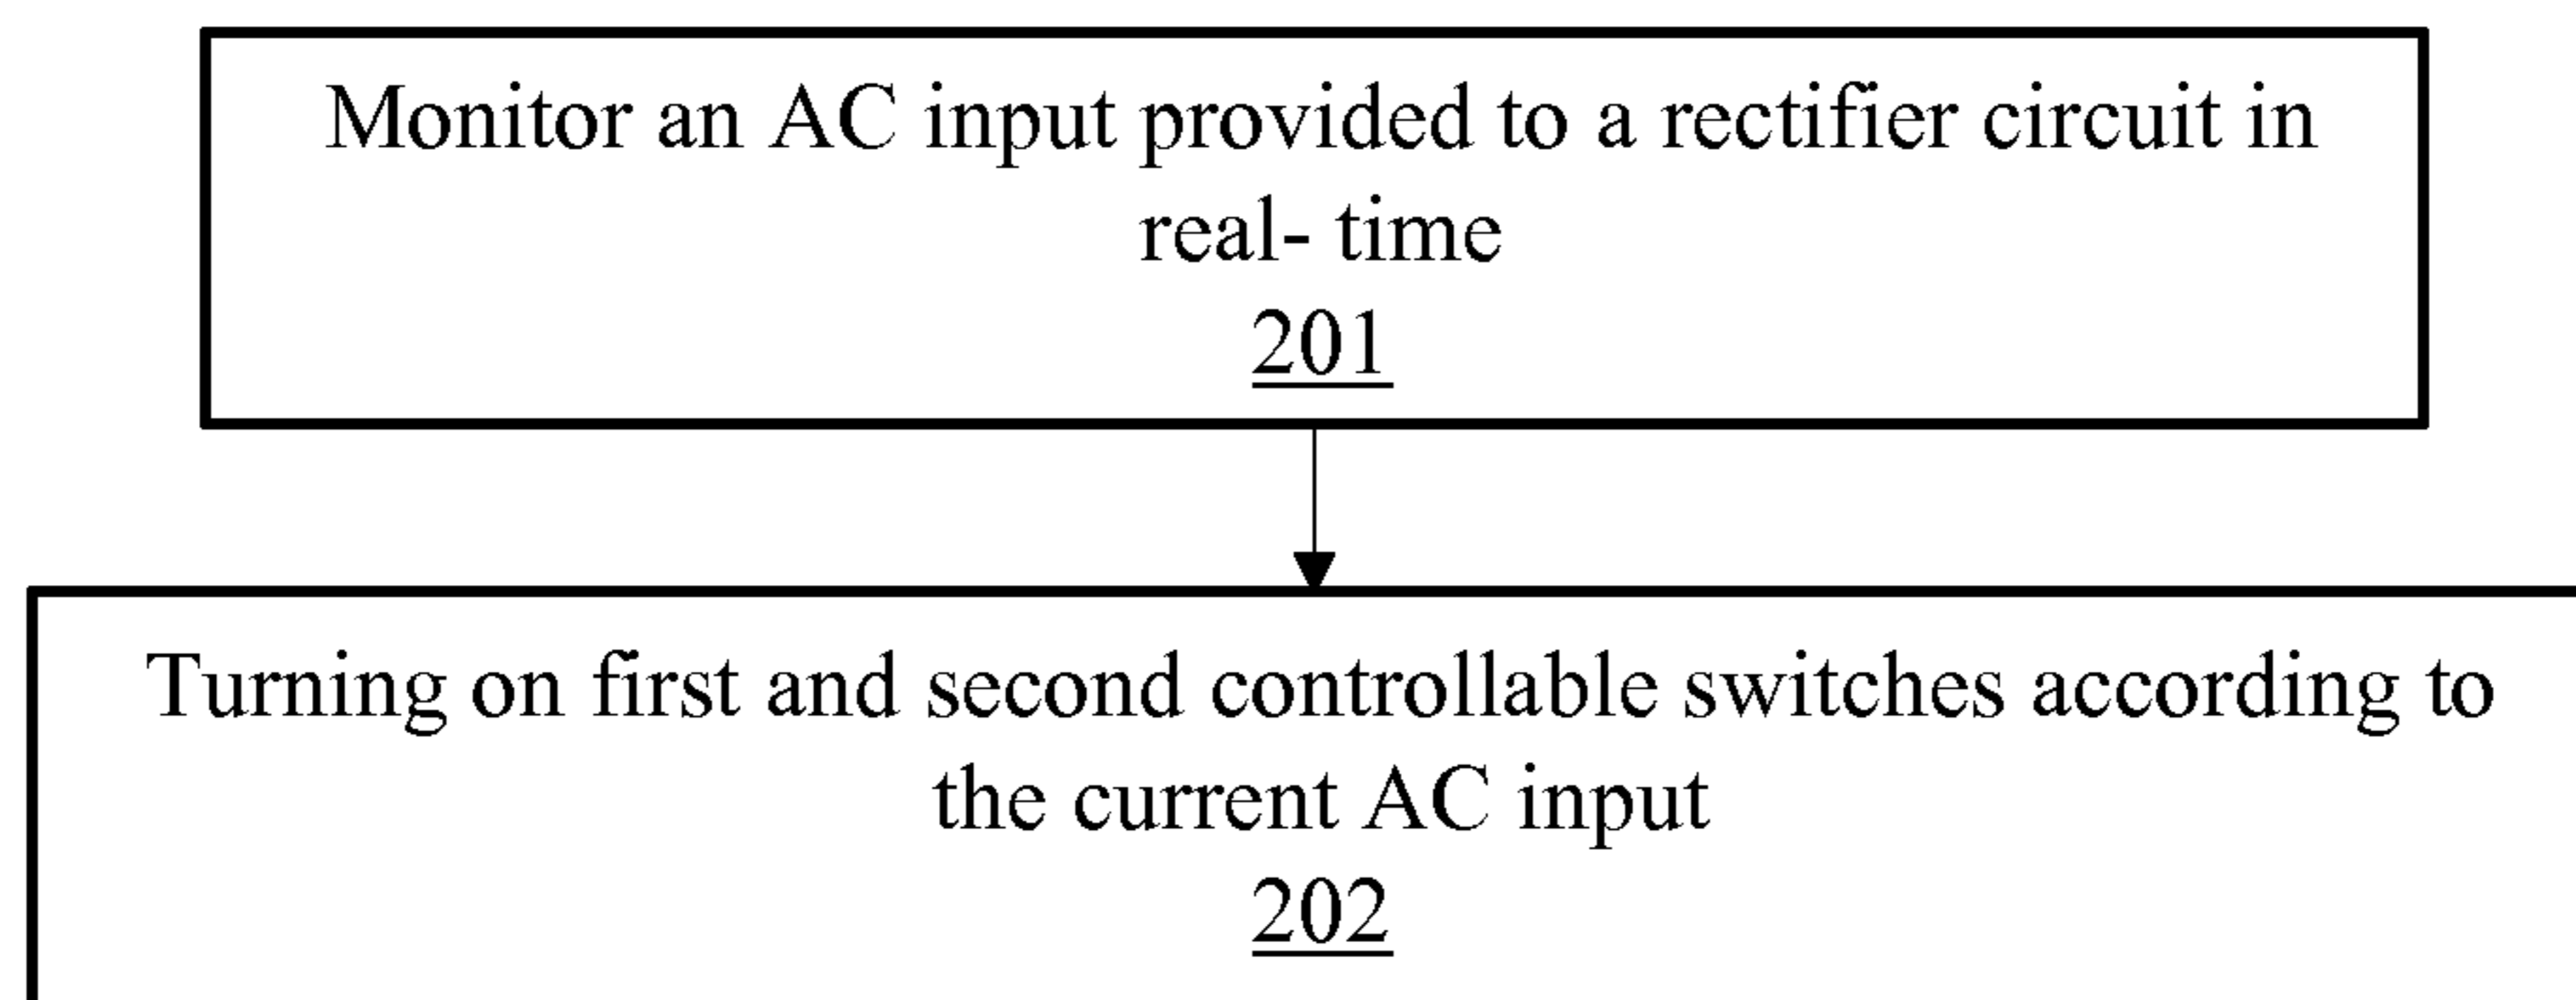 Monitor an AC input provided to a rectifier circuit in
real- time
201
Turning on first and second controllable switches according to
the current AC input
202